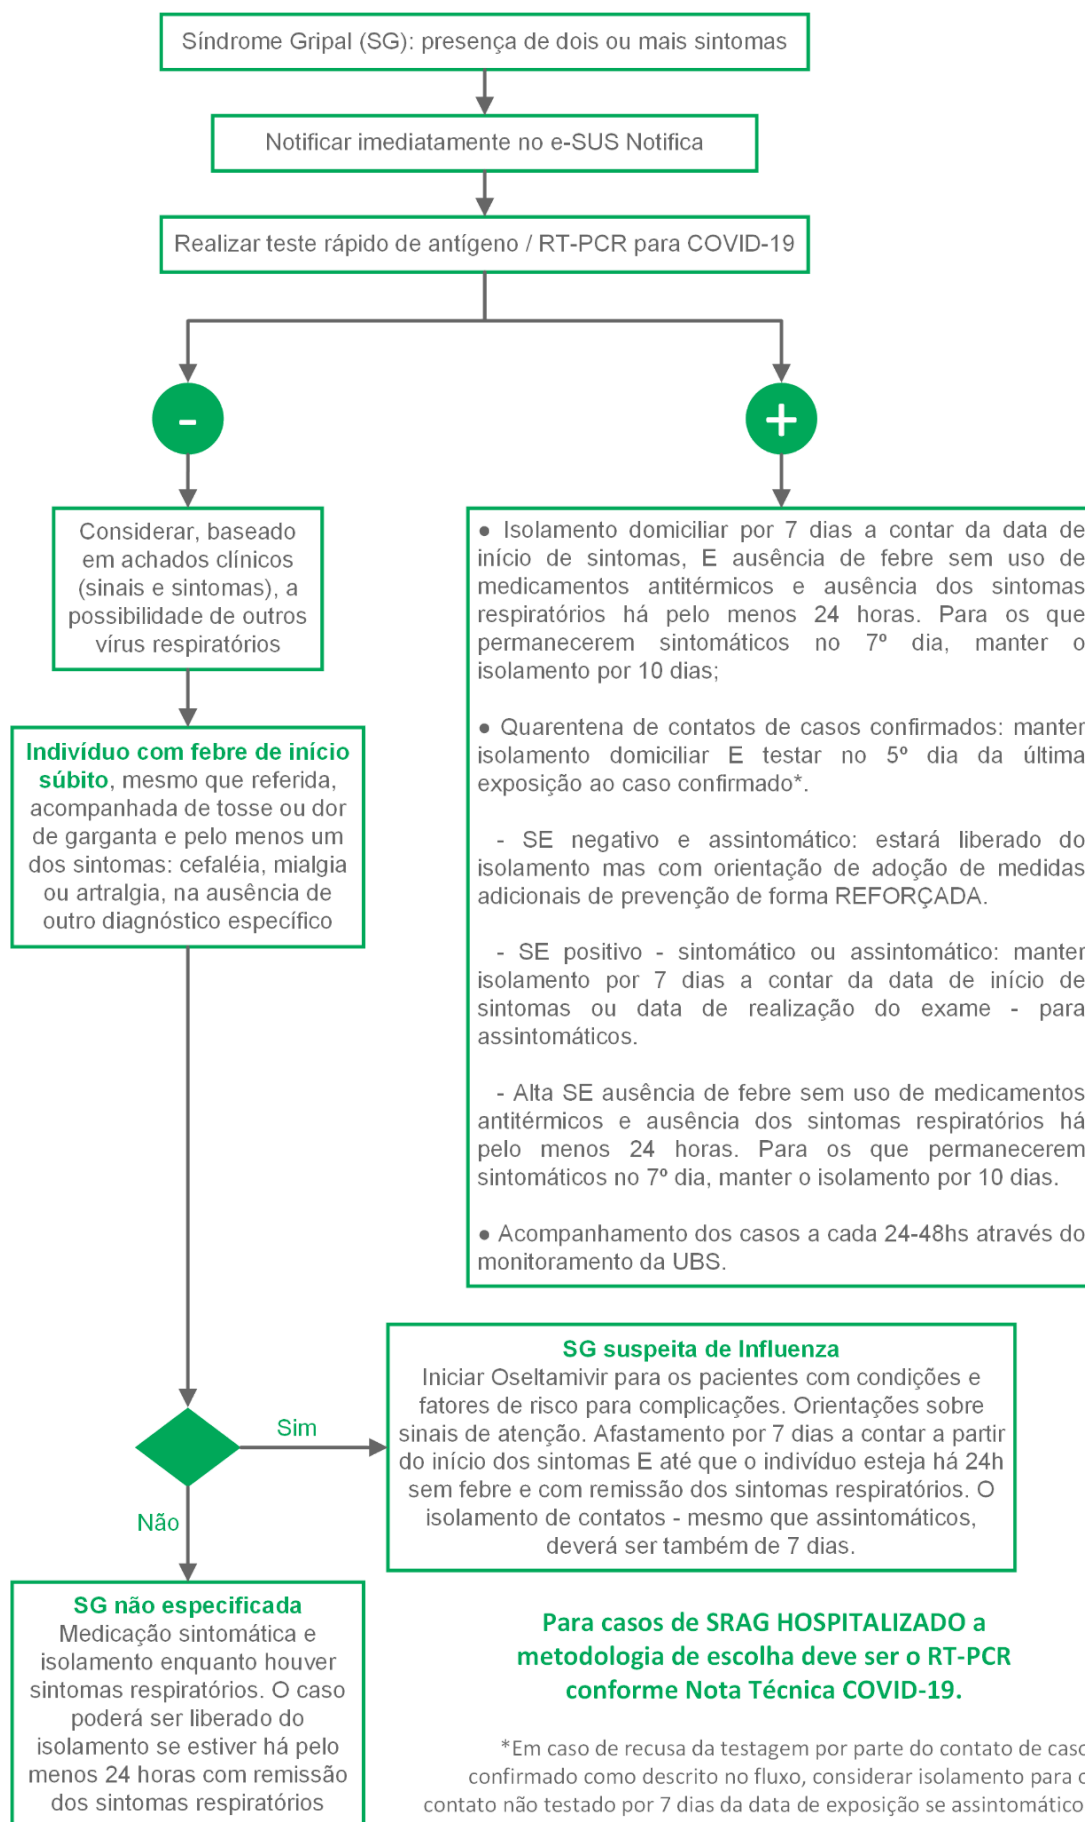 Síndrome Gripal (SG): presença de dois ou mais sintomas
Notificar imediatamente no e-SUS Notifica
Realizar teste rápido de antígeno / RT-PCR para COVID-19
-
+
Considerar, baseado
em achados clínicos
(sinais e sintomas), a
possibilidade de outros
vírus respiratórios
Indivíduo com febre de início
súbito, mesmo que referida,
acompanhada de tosse ou dor
de garganta e pelo menos um
dos sintomas: cefaléia, mialgia
ou artralgia, na ausência de
outro diagnóstico específico
● Isolamento domiciliar por 7 dias a contar da data de
início de sintomas, E ausência de febre sem uso de
medicamentos antitérmicos e ausência dos sintomas
respiratórios há pelo menos 24 horas. Para os que
permanecerem sintomáticos no 7º dia, manter o
isolamento por 10 dias;
● Quarentena de contatos de casos confirmados: manter
isolamento domiciliar E testar no 5º dia da última
exposição ao caso confirmado*.
- SE negativo e assintomático: estará liberado do
isolamento mas com orientação de adoção de medidas
adicionais de prevenção de forma REFORÇADA.
- SE positivo - sintomático ou assintomático: manter
isolamento por 7 dias a contar da data de início de
sintomas ou data de realização do exame - para
assintomáticos.
- Alta SE ausência de febre sem uso de medicamentos
antitérmicos e ausência dos sintomas respiratórios há
pelo menos 24 horas. Para os que permanecerem
sintomáticos no 7º dia, manter o isolamento por 10 dias.
● Acompanhamento dos casos a cada 24-48hs através do
monitoramento da UBS.
Sim
SG suspeita de Influenza
Iniciar Oseltamivir para os pacientes com condições e
fatores de risco para complicações. Orientações sobre
sinais de atenção. Afastamento por 7 dias a contar a partir
do início dos sintomas E até que o indivíduo esteja há 24h
sem febre e com remissão dos sintomas respiratórios. O
isolamento de contatos - mesmo que assintomáticos,
deverá ser também de 7 dias.
Não
SG não especificada
Medicação sintomática e
isolamento enquanto houver
sintomas respiratórios. O caso
poderá ser liberado do
isolamento se estiver há pelo
menos 24 horas com remissão
dos sintomas respiratórios
Para casos de SRAG HOSPITALIZADO a
metodologia de escolha deve ser o RT-PCR
conforme Nota Técnica COVID-19.
*Em caso de recusa da testagem por parte do contato de caso
confirmado como descrito no fluxo, considerar isolamento para o
contato não testado por 7 dias da data de exposição se assintomático